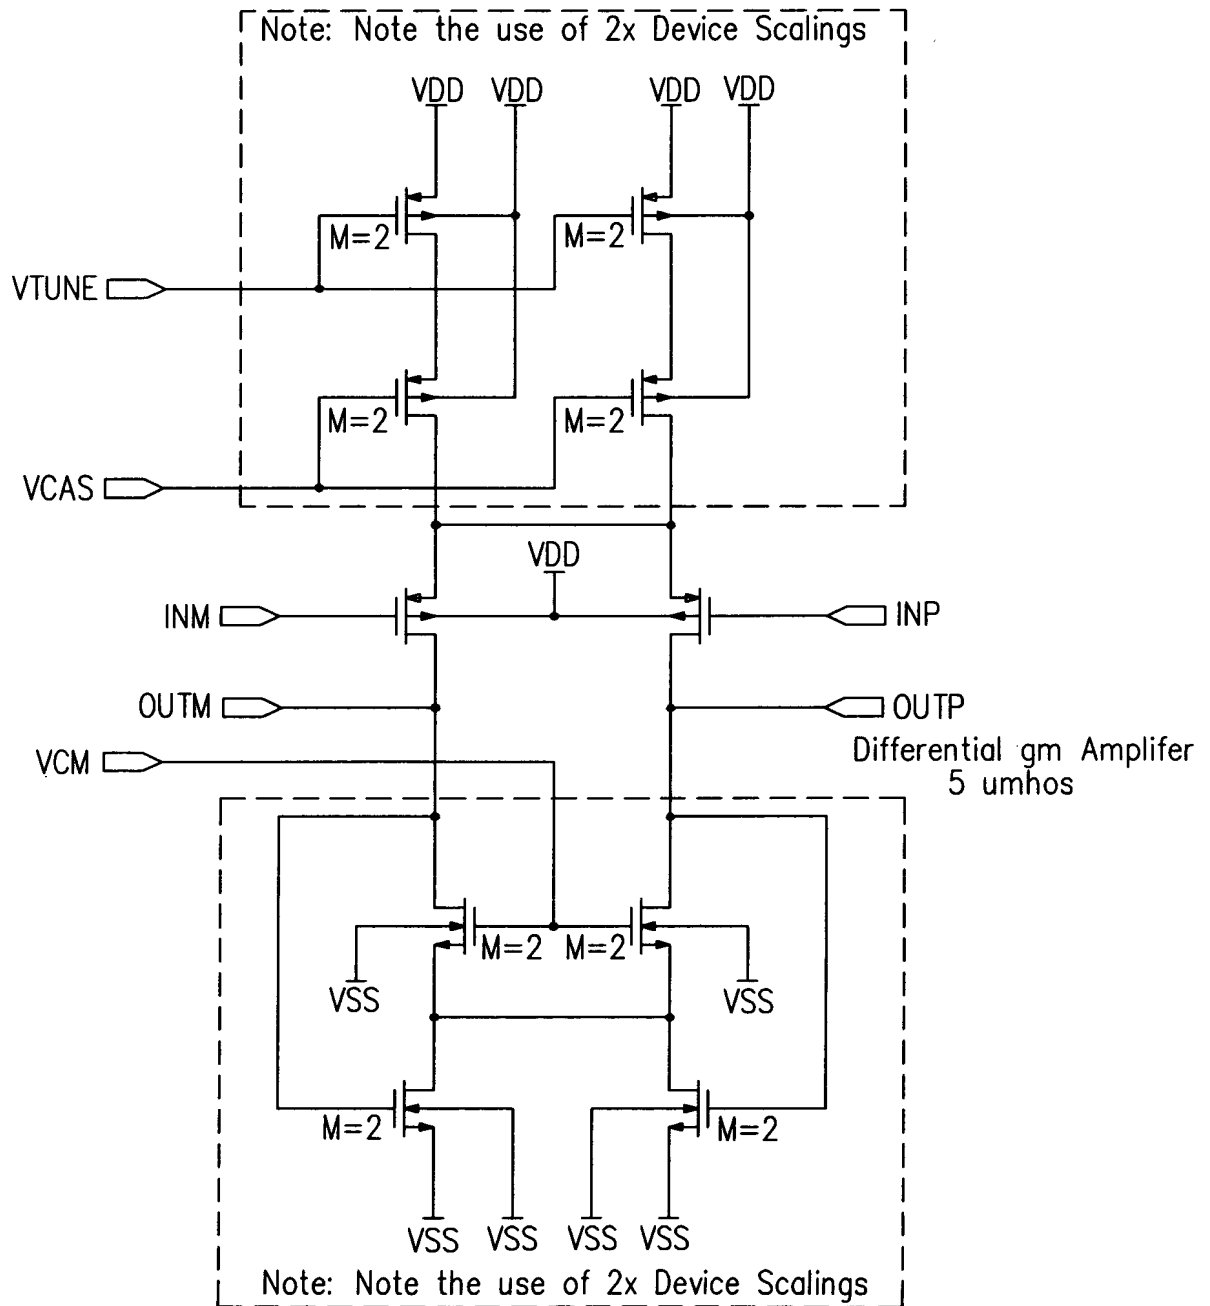 Note: Note the use of 2x Device Scalings
VDD VDD VDD VDD
M=2 M=2
VTUNE
M=2 M=2
VCAS
VDD
INM INP
OUTM OUTP
VCM
Differential gm Amplifer
5 umhos
M=2 M=2
VSS VSS
M=2 M=2
VSS VSS VSS VSS
Note: Note the use of 2x Device Scalings